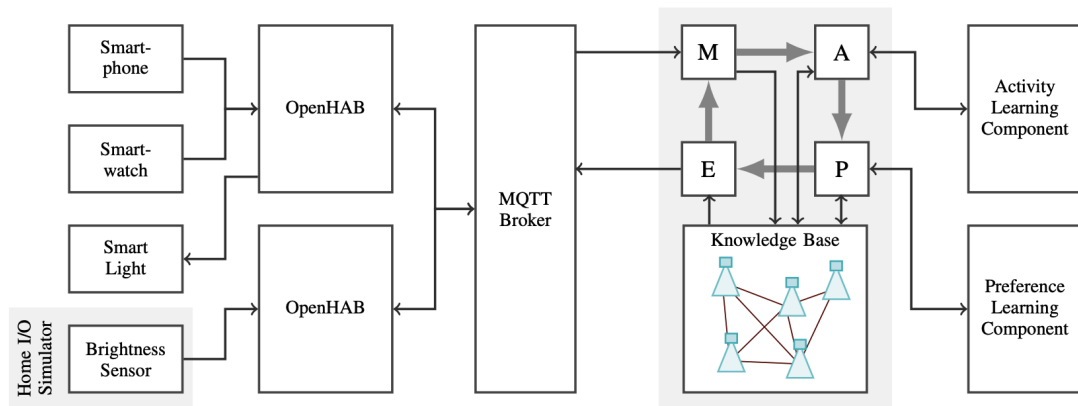 Smart-
phone
Smart-
watch
Smart
Light
Home I/O
Simulator
Brightness
Sensor
OpenHAB
OpenHAB
MQTT
Broker
M
A
E
P
Knowledge Base
Activity
Learning
Component
Preference
Learning
Component